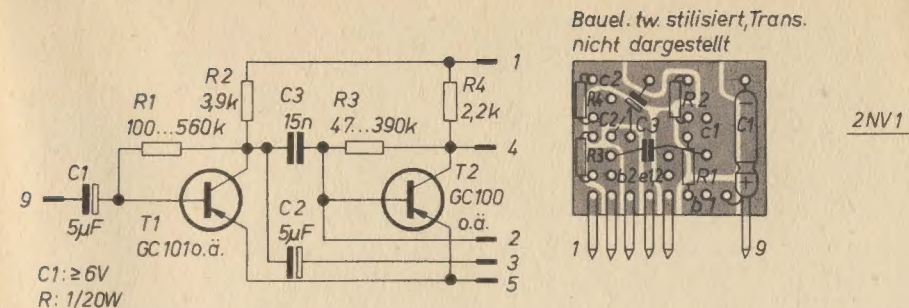 Bauel. tw. stilisiert, Trans.
nicht dargestellt
R2
3,9k
C3
15n
R3
47...390k
R4
2,2k
1
R1
100...560k
4
C1
9
5µF
T1
GC101 o.ä.
C2
5µF
T2
GC100
o.ä.
2
3
5
C1: ≥ 6V
R: 1/20W
c2
R4
C2
C3
R2
c1
C1
R3
b2
e12
R1
b1
1
9
2NV1